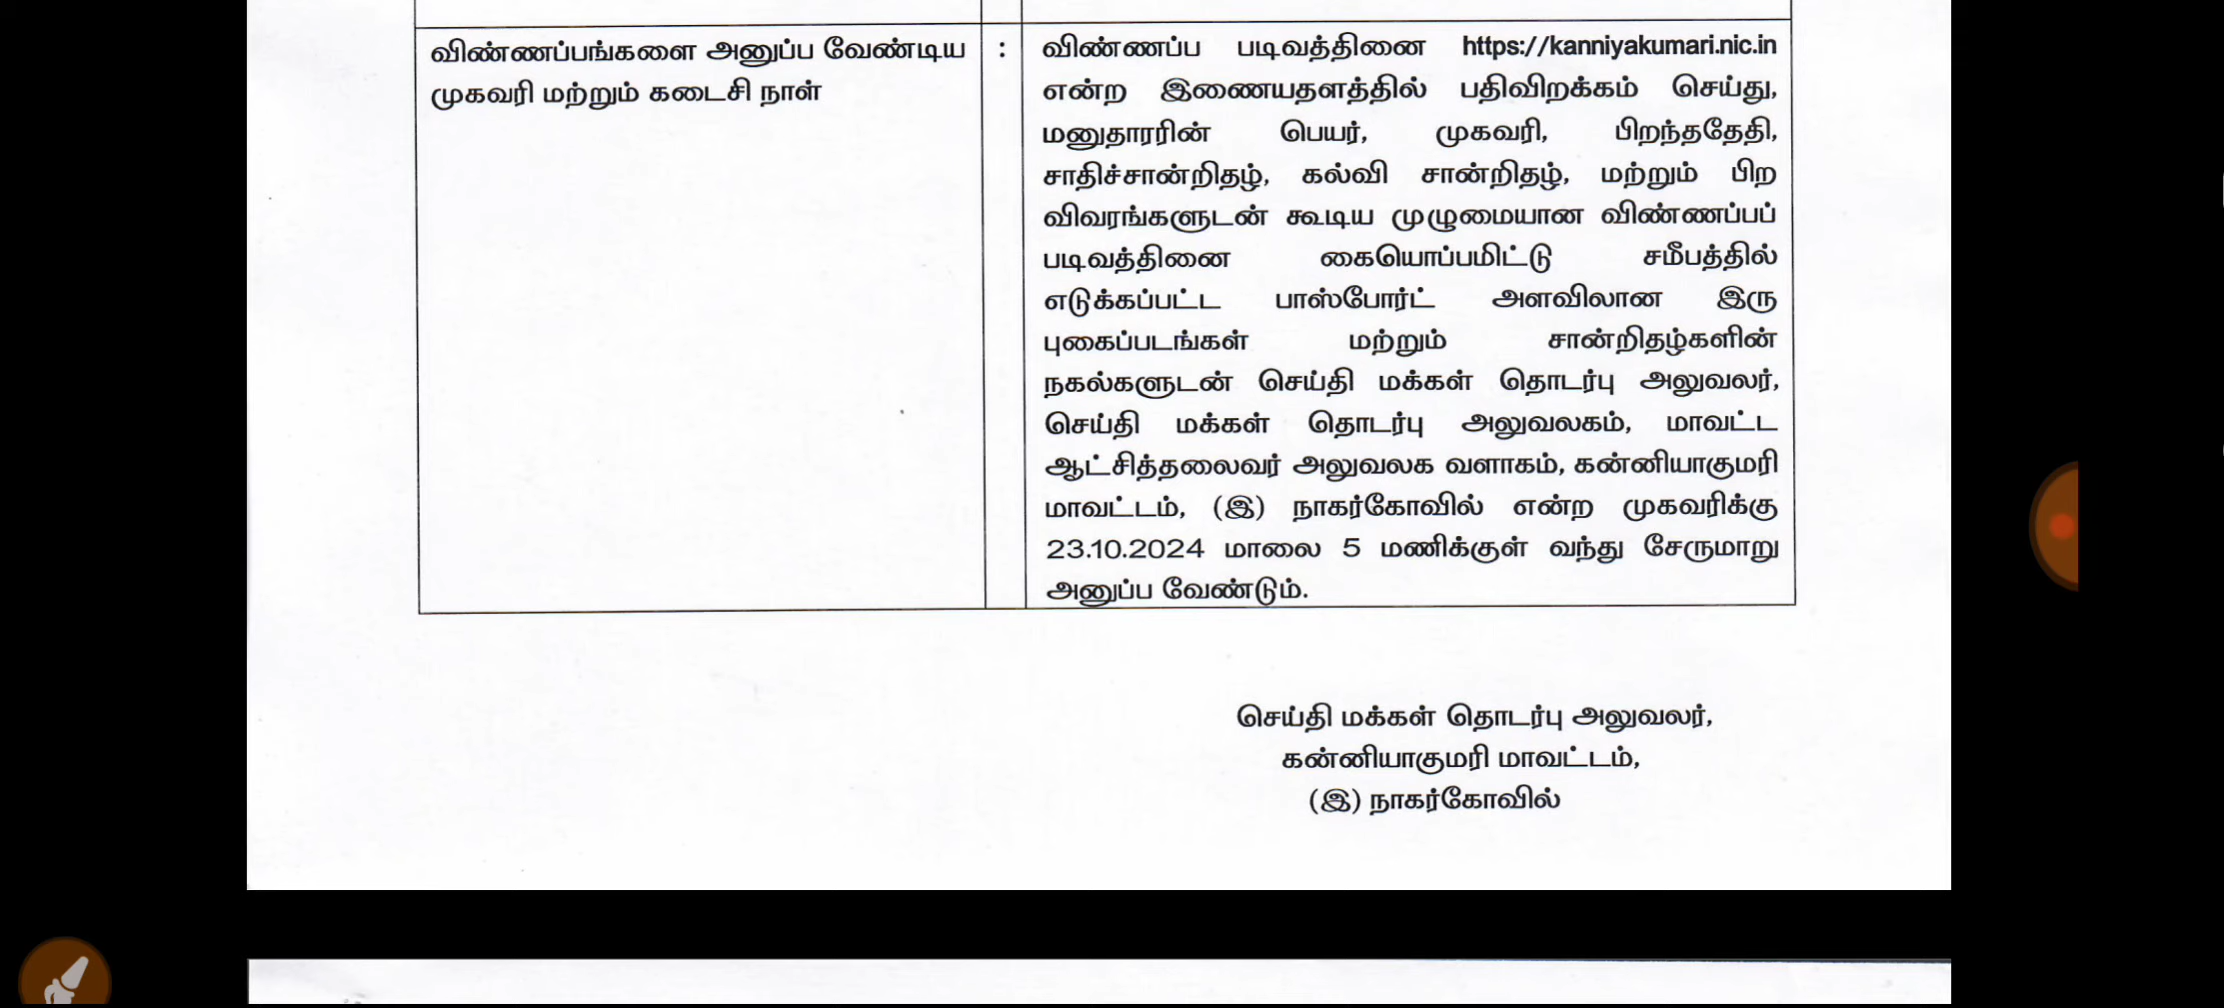 விண்ணப்பங்களை அனுப்ப வேண்டிய
முகவரி மற்றும் கடைசி நாள்
:
விண்ணப்ப படிவத்தினை https://kanniyakumari.nic.in
என்ற இணையதளத்தில் பதிவிறக்கம் செய்து,
மனுதாரரின் பெயர், முகவரி, பிறந்ததேதி,
சாதிச்சான்றிதழ், கல்வி சான்றிதழ், மற்றும் பிற
விவரங்களுடன் கூடிய முழுமையான விண்ணப்பப்
படிவத்தினை கையொப்பமிட்டு சமீபத்தில்
எடுக்கப்பட்ட பாஸ்போர்ட் அளவிலான இரு
புகைப்படங்கள் மற்றும் சான்றிதழ்களின்
நகல்களுடன் செய்தி மக்கள் தொடர்பு அலுவலர்,
செய்தி மக்கள் தொடர்பு அலுவலகம், மாவட்ட
ஆட்சித்தலைவர் அலுவலக வளாகம், கன்னியாகுமரி
மாவட்டம், (இ) நாகர்கோவில் என்ற முகவரிக்கு
23.10.2024 மாலை 5 மணிக்குள் வந்து சேருமாறு
அனுப்ப வேண்டும்.
செய்தி மக்கள் தொடர்பு அலுவலர்,
கன்னியாகுமரி மாவட்டம்,
(இ) நாகர்கோவில்